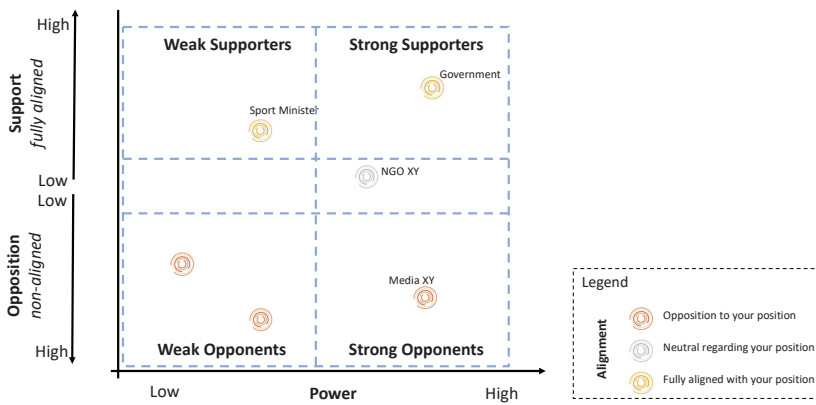 High
Weak Supporters
Strong Supporters
Government
Sport Minister
Support
fully aligned
NGO XY
Low
Low
Opposition
non-aligned
Media XY
Weak Opponents
Strong Opponents
High
Low
Power
High
Legend
Alignment
Opposition to your position
Neutral regarding your position
Fully aligned with your position